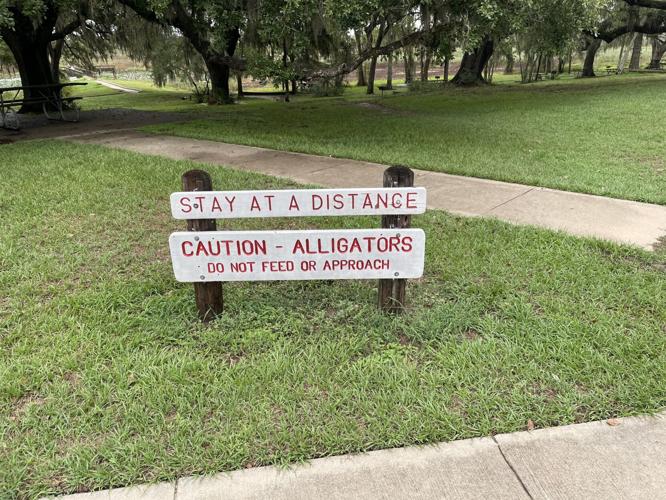 STAY AT A DISTANCE
CAUTION - ALLIGATORS
DO NOT FEED OR APPROACH